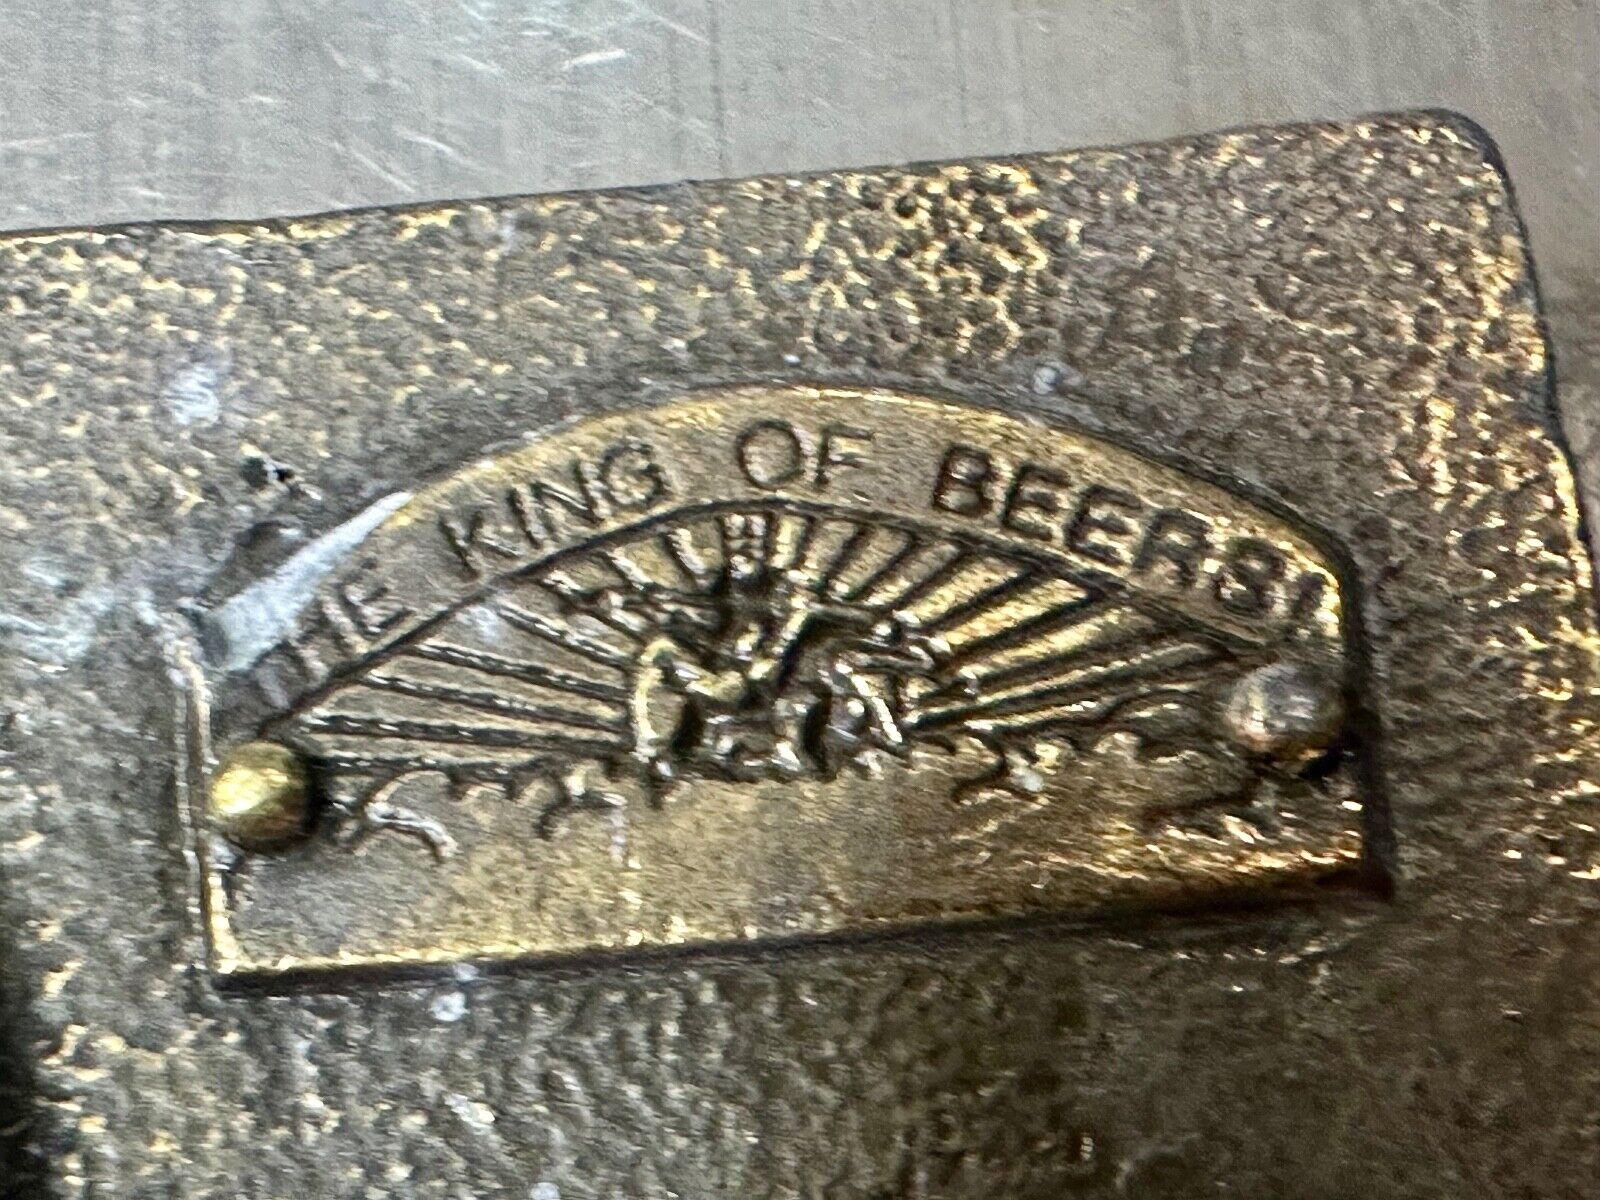 THE KING OF BEERS!